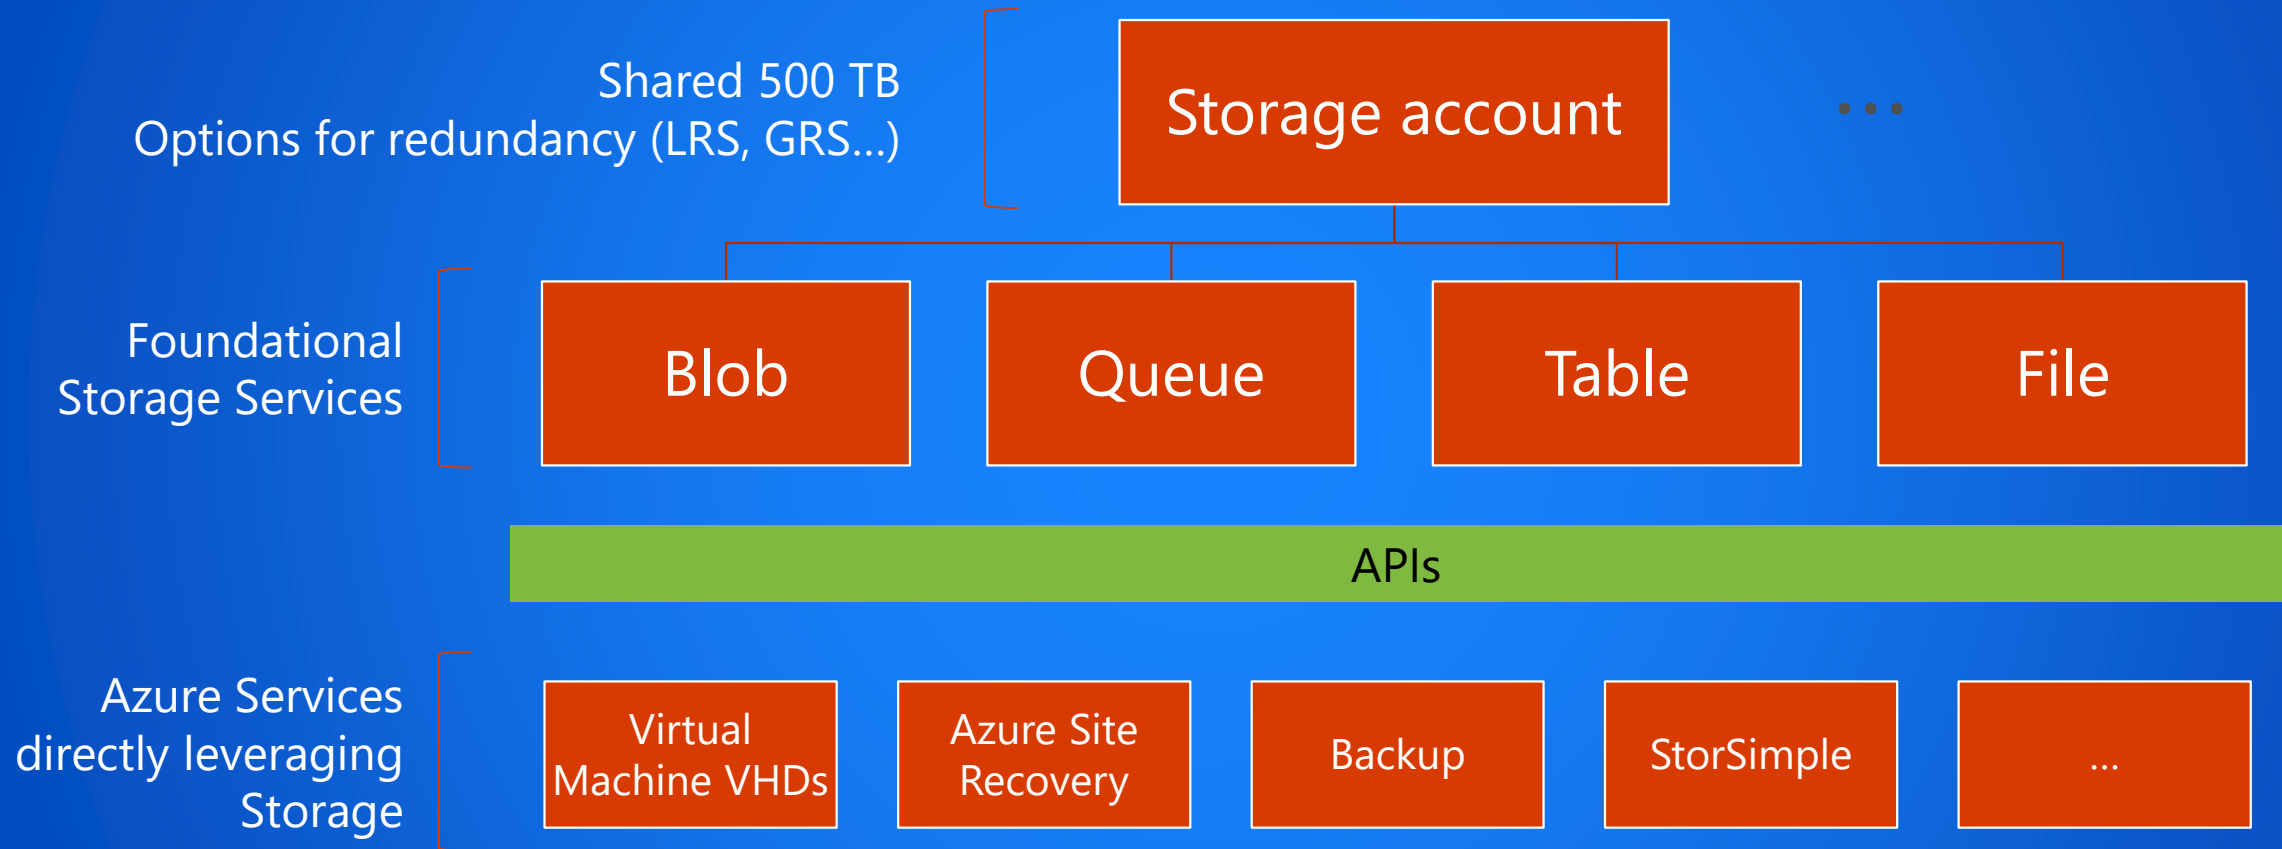 Shared 500 TB
Options for redundancy (LRS, GRS...)
Storage account
...
Foundational
Storage Services
Blob
Queue
Table
File
APIs
Azure Services
directly leveraging
Storage
Virtual
Machine VHDs
Azure Site
Recovery
Backup
StorSimple
...